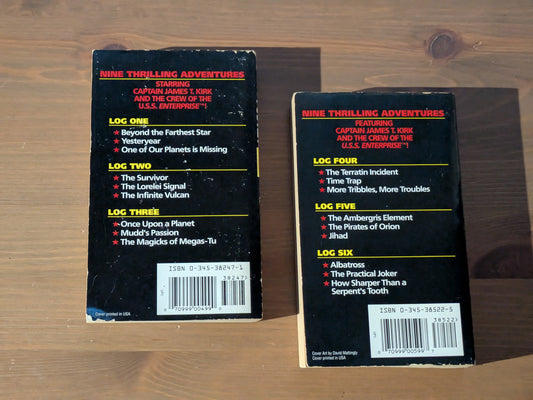 NINE THRILLING ADVENTURES
STARRING
CAPTAIN JAMES T. KIRK
AND THE CREW OF THE
U.S.S. ENTERPRISE™!
LOG ONE
★ Beyond the Farthest Star
★ Yesteryear
★ One of Our Planets is Missing
LOG TWO
★ The Survivor
★ The Lorelei Signal
★ The Infinite Vulcan
LOG THREE
★ Once Upon a Planet
★ Mudd's Passion
★ The Magicks of Megas-Tu
ISBN 0-345-38247-1
38247
70999 00499
Cover printed in USA
NINE THRILLING ADVENTURES
FEATURING
CAPTAIN JAMES T. KIRK
AND THE CREW OF THE
U.S.S. ENTERPRISE™!
LOG FOUR
★ The Terratin Incident
★ Time Trap
★ More Tribbles, More Troubles
LOG FIVE
★ The Ambergris Element
★ The Pirates of Orion
★ Jihad
LOG SIX
★ Albatross
★ The Practical Joker
★ How Sharper Than a
Serpent's Tooth
ISBN 0-345-38522-5
38522
70999 00599
Cover Art by David Mattingly
Cover printed in USA